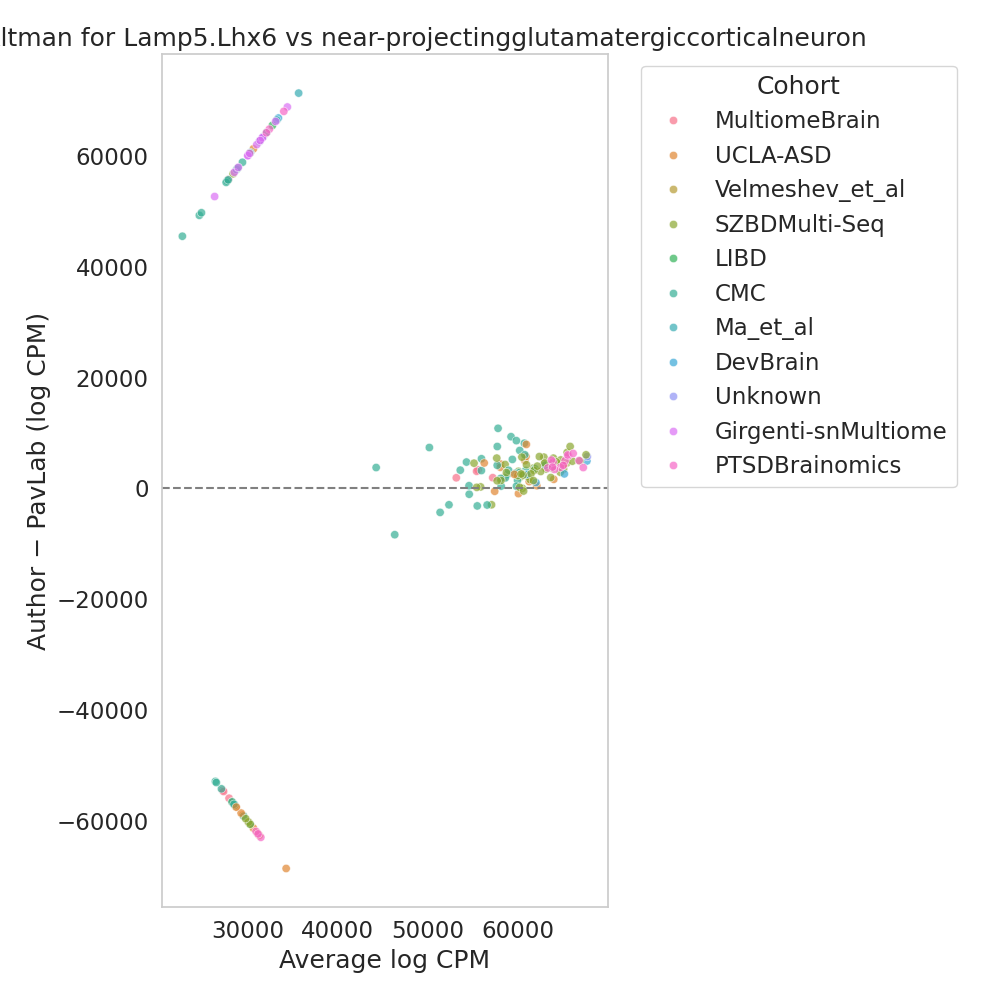 ltman for Lamp5.Lhx6 vs near-projectingglutamatergiccorticalneuron
Cohort
MultiomeBrain
UCLA-ASD
Velmeshev_et_al
SZBDMulti-Seq
LIBD
CMC
Ma_et_al
DevBrain
Unknown
Girgenti-snMultiome
PTSDBrainomics
Author − PavLab (log CPM)
60000
40000
20000
0
−20000
−40000
−60000
30000 40000 50000 60000
Average log CPM